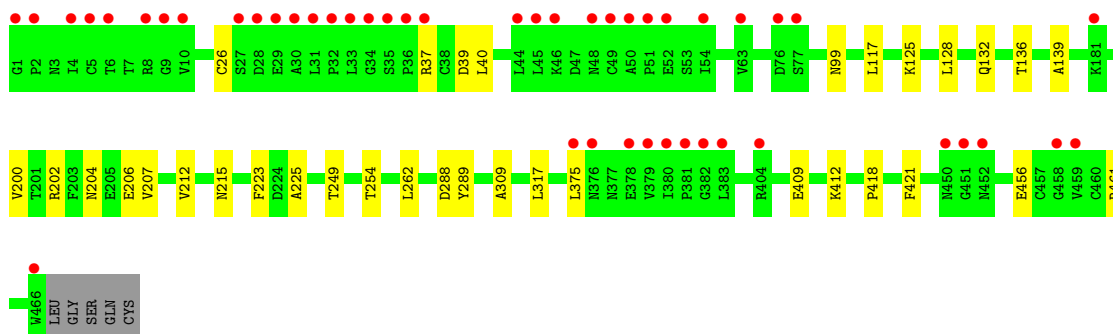 G1 P2 N3 I4 C5 T6 T7 R8 G9 V10 C26 S27 D28 E29 A30 L31 P32 L33 G34 S35 P36 R37 C38 D39 L40 L44 L45 K46 D47 N48 C49 A50 P51 E52 S53 I54 V63 D76 S77 N99 L117 K125 L128 Q132 T136 A139 K181
V200 T201 R202 F203 N204 E205 E206 V207 V212 N215 F223 D224 A225 T249 T254 L262 D288 Y289 A309 L317 L375 N376 N377 E378 V379 I380 P381 G382 L383 R404 E409 K412 P418 F421 N450 G451 N452 E456 C457 G458 V459 C460
W466 LEU GLY SER GLN CYS